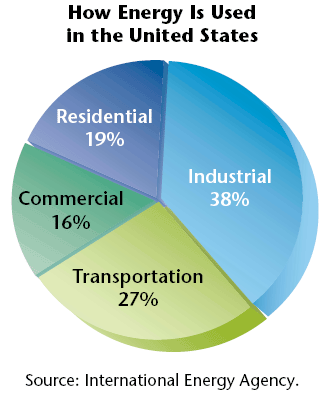 How Energy Is Used
in the United States
Residential
19%
Industrial
38%
Commercial
16%
Transportation
27%
Source: International Energy Agency.